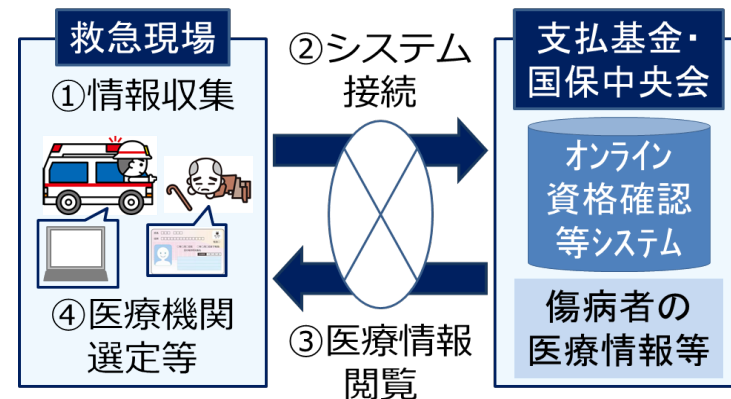 救急現場
①情報収集
④医療機関
選定等
②システム
接続
③医療情報
閲覧
支払基金・
国保中央会
オンライン
資格確認
等システム
傷病者の
医療情報等